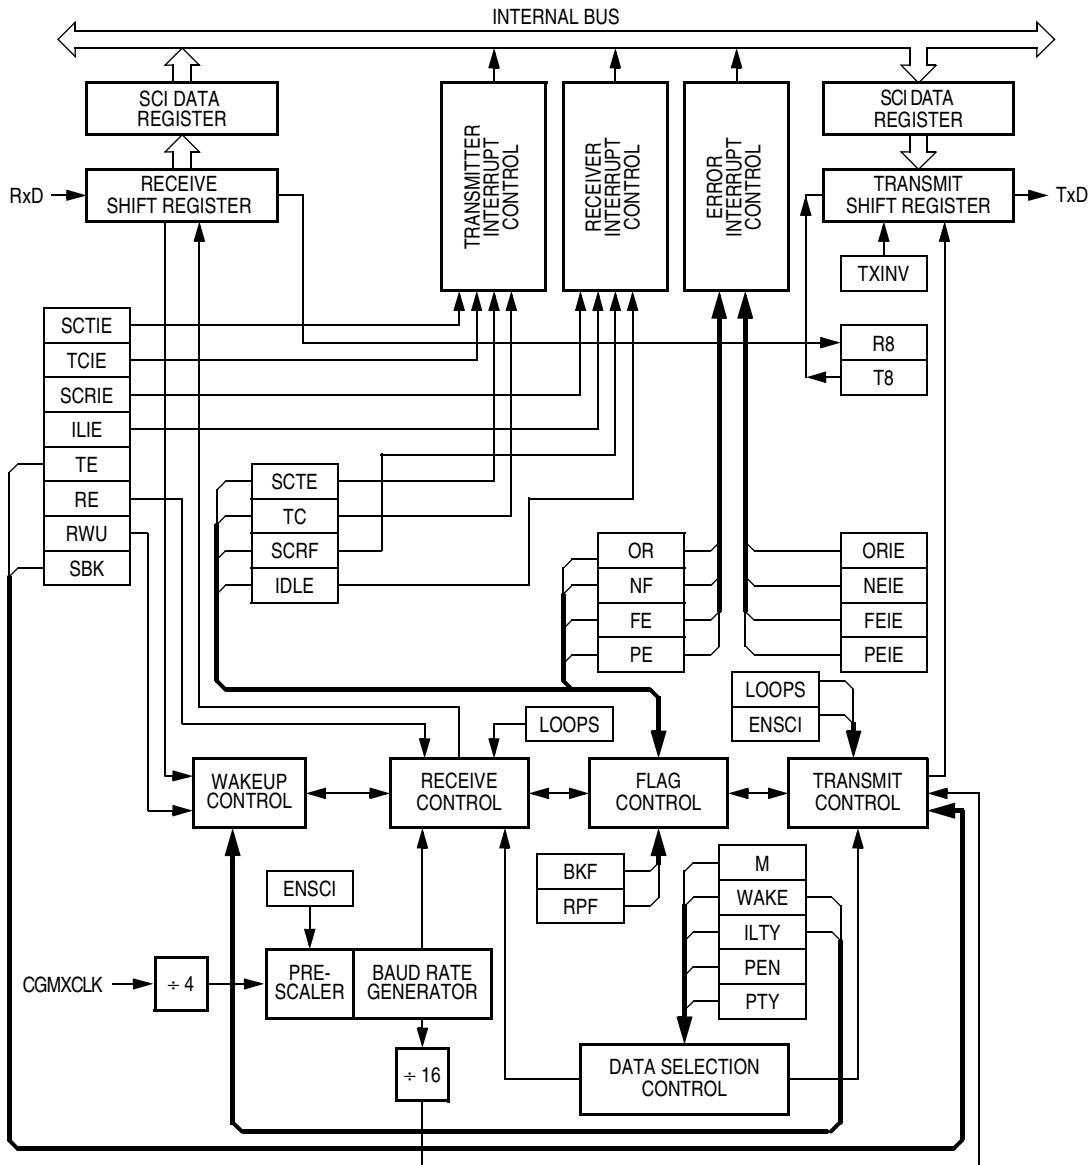 INTERNAL BUS
SCI DATA
REGISTER
SCI DATA
REGISTER
TRANSMITTER
INTERRUPT
CONTROL
RECEIVER
INTERRUPT
CONTROL
ERROR
INTERRUPT
CONTROL
RxD
RECEIVE
SHIFT REGISTER
TRANSMIT
SHIFT REGISTER
TxD
TXINV
SCTIE
TCIE
SCRIE
ILIE
TE
RE
RWU
SBK
R8
T8
SCTE
TC
SCRF
IDLE
OR
NF
FE
PE
ORIE
NEIE
FEIE
PEIE
LOOPS
LOOPS
ENSCI
WAKEUP
CONTROL
RECEIVE
CONTROL
FLAG
CONTROL
TRANSMIT
CONTROL
BKF
RPF
M
WAKE
ILTY
PEN
PTY
ENSCI
CGMXCLK
÷ 4
PRE-
SCALER
BAUD RATE
GENERATOR
÷ 16
DATA SELECTION
CONTROL